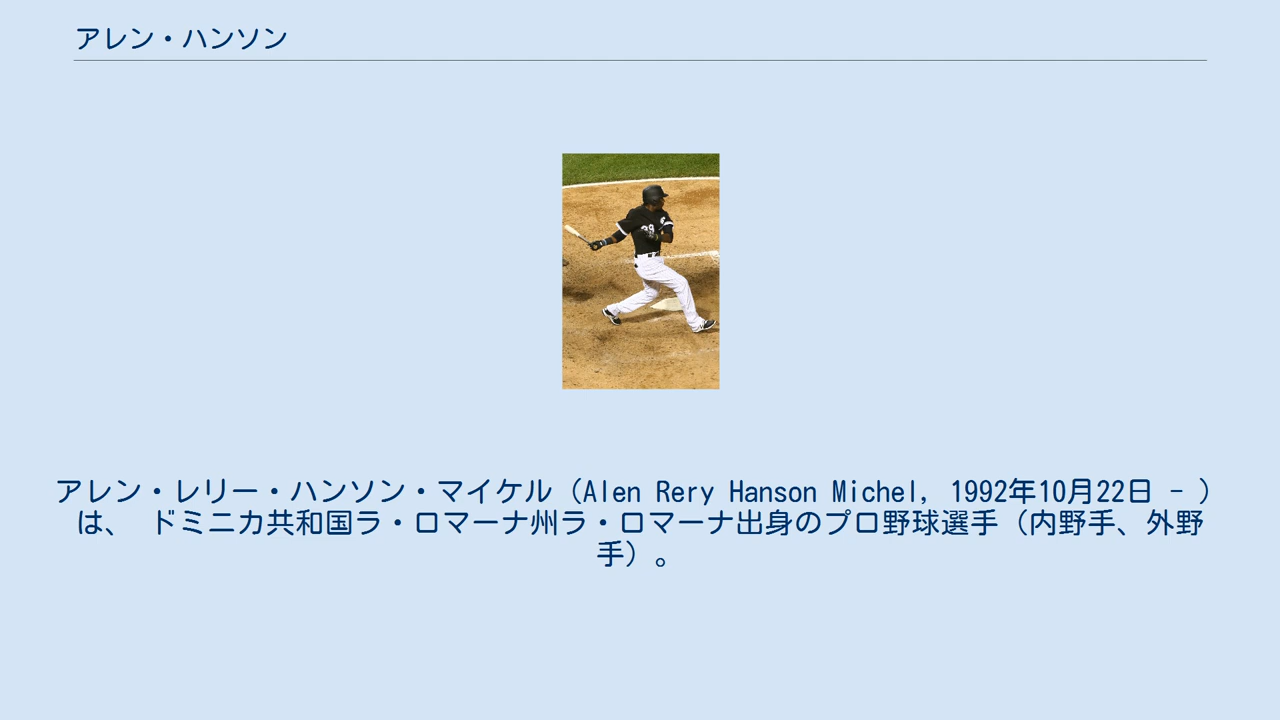 アレン・ハンソン
アレン・レリー・ハンソン・マイケル（Alen Rery Hanson Michel, 1992年10月22日 - ）
は、 ドミニカ共和国ラ・ロマーナ州ラ・ロマーナ出身のプロ野球選手（内野手、外野
手）。